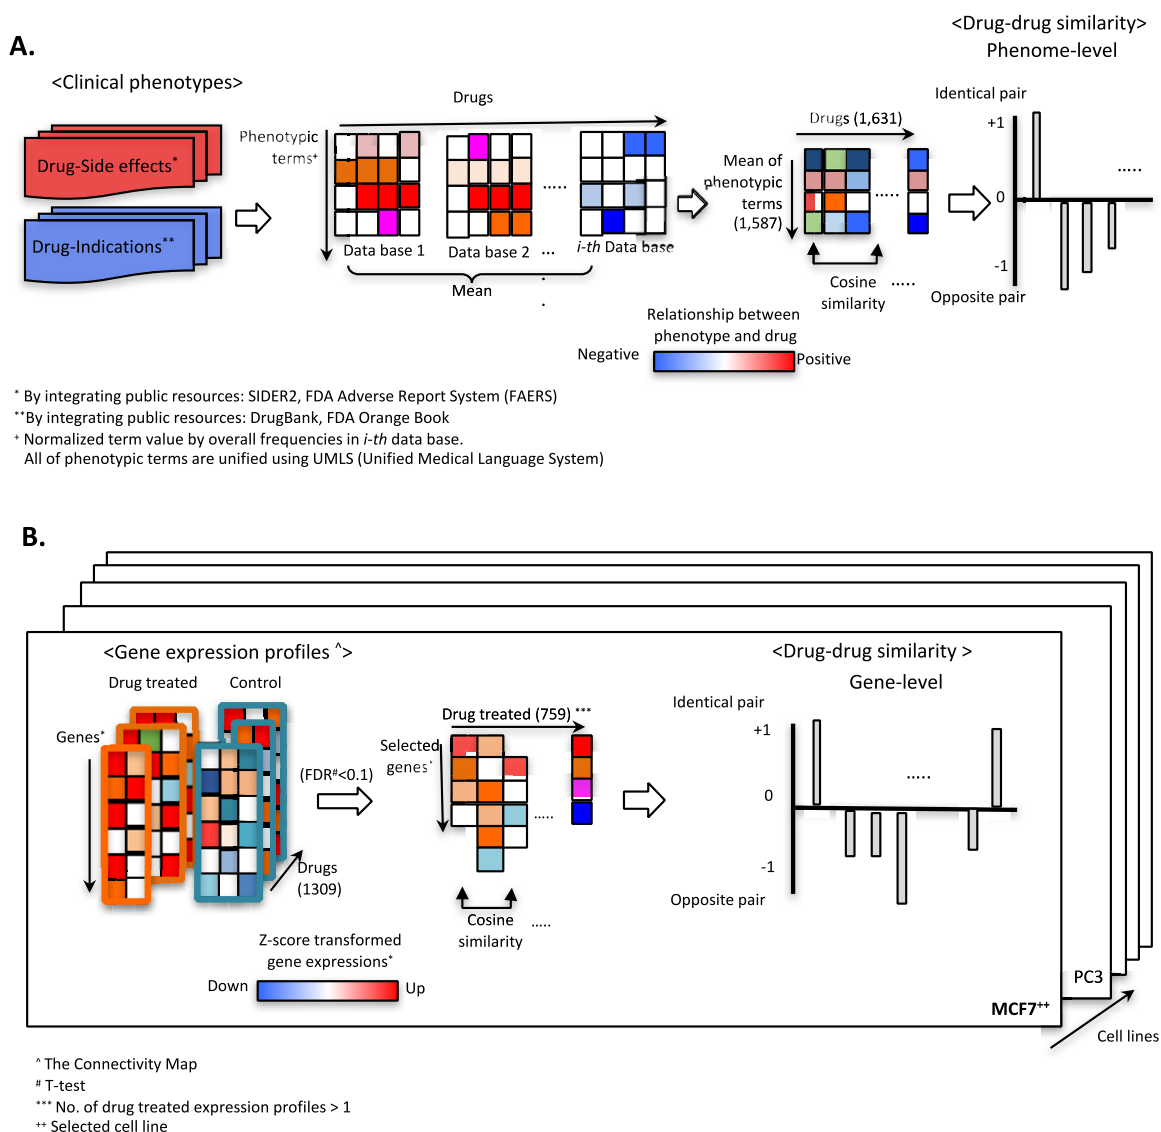 A.
<Clinical phenotypes>
Drug-Side effects*
Drug-Indications**
Drugs
Phenotypic
terms+
.....
Data base 1
Data base 2
...
i-th Data base
Mean
Drugs (1,631)
Mean of
phenotypic
terms
(1,587)
.....
Cosine
similarity
.....
<Drug-drug similarity>
Phenome-level
Identical pair
+1
.....
0
-1
Opposite pair
Relationship between
phenotype and drug
Negative
Positive
* By integrating public resources: SIDER2, FDA Adverse Report System (FAERS)
**By integrating public resources: DrugBank, FDA Orange Book
+ Normalized term value by overall frequencies in i-th data base.
All of phenotypic terms are unified using UMLS (Unified Medical Language System)
B.
<Gene expression profiles ^>
Drug treated
Control
Genes*
Drugs
(1309)
(FDR#<0.1)
Drug treated (759) ***
Selected
genes*
.....
Cosine
similarity
.....
<Drug-drug similarity >
Gene-level
Identical pair
+1
.....
0
-1
Opposite pair
Z-score transformed
gene expressions*
Down
Up
MCF7++
PC3
Cell lines
^ The Connectivity Map
# T-test
*** No. of drug treated expression profiles > 1
++ Selected cell line